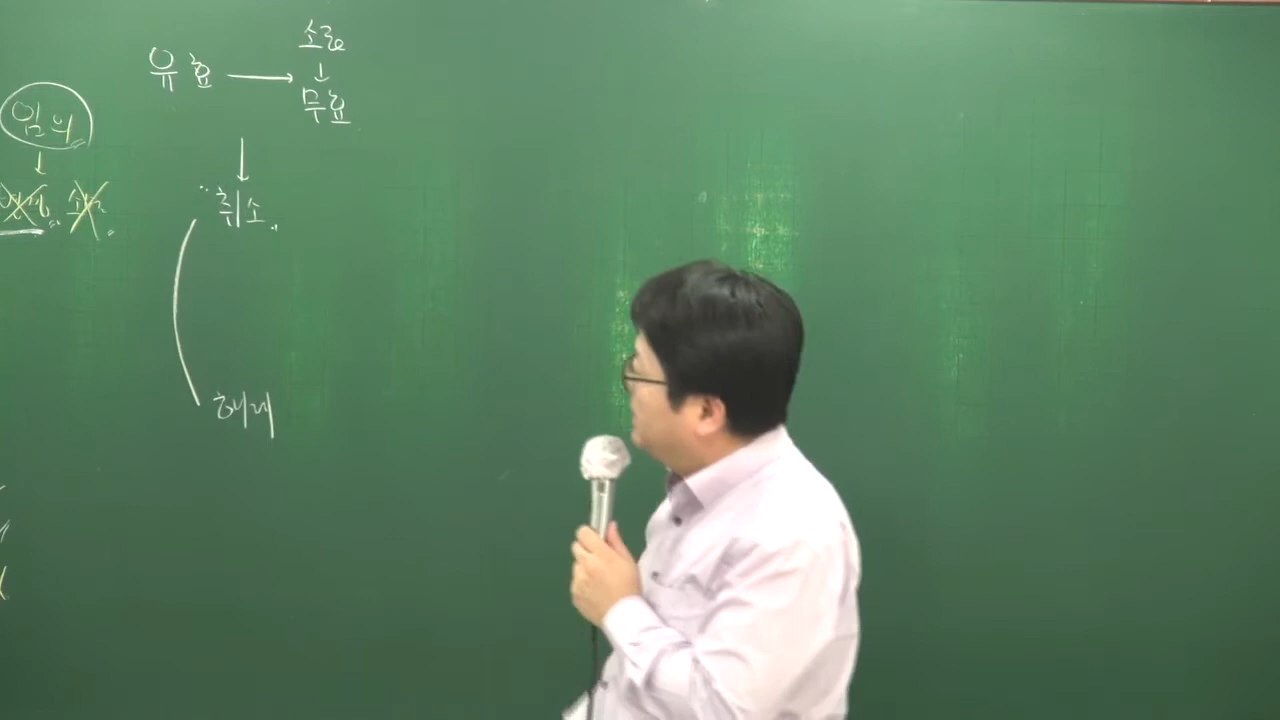 소급
↓
유효 → 무효
임의
↓
↓
취소
해제